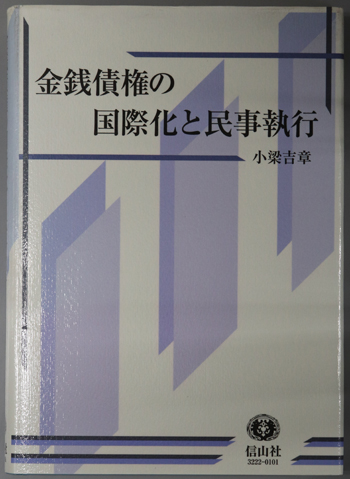 金銭債権の
国際化と民事執行
小梁吉章
信山社
3222-0101